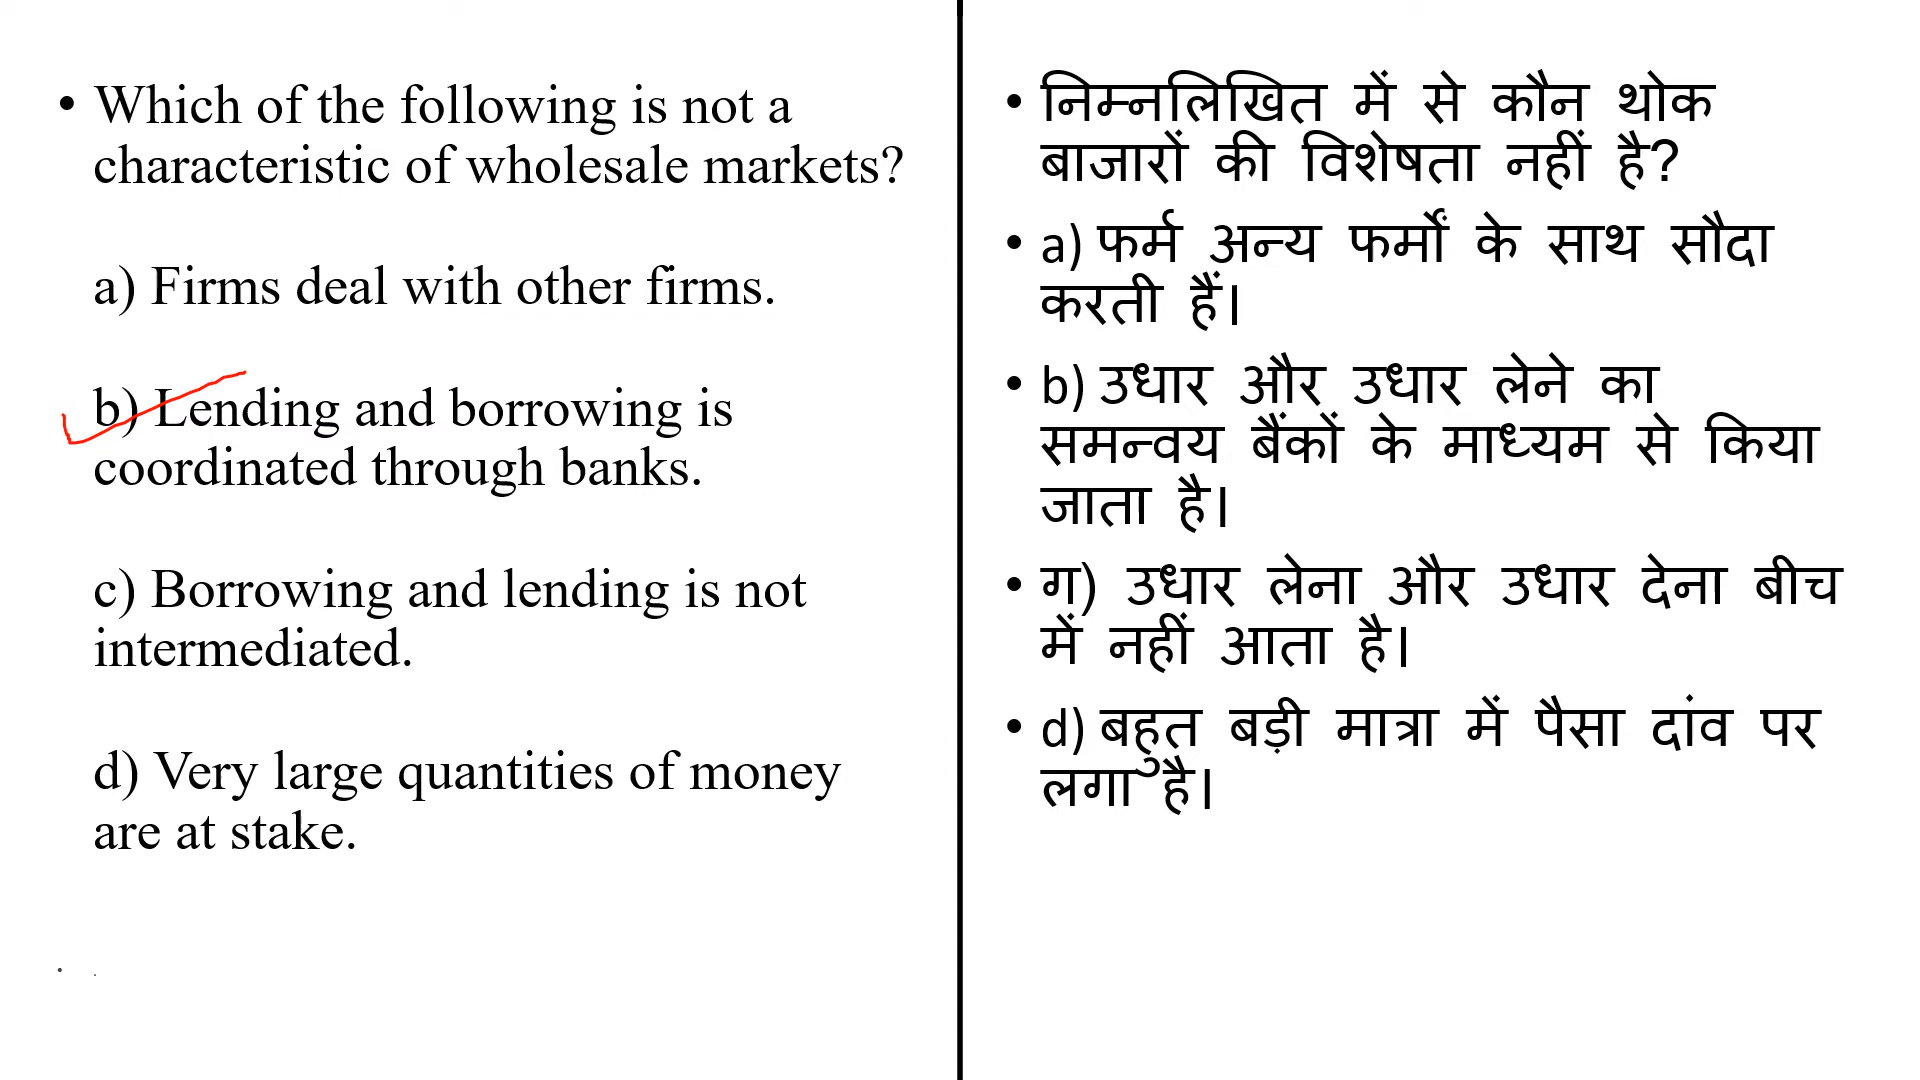 • Which of the following is not a
characteristic of wholesale markets?
a) Firms deal with other firms.
b) Lending and borrowing is
coordinated through banks.
c) Borrowing and lending is not
intermediated.
d) Very large quantities of money
are at stake.
• निम्नलिखित में से कौन थोक
बाजारों की विशेषता नहीं है?
• a) फर्म अन्य फर्मों के साथ सौदा
करती हैं।
• b) उधार और उधार लेने का
समन्वय बैंकों के माध्यम से किया
जाता है।
• ग) उधार लेना और उधार देना बीच
में नहीं आता है।
• d) बहुत बड़ी मात्रा में पैसा दांव पर
लगा है।